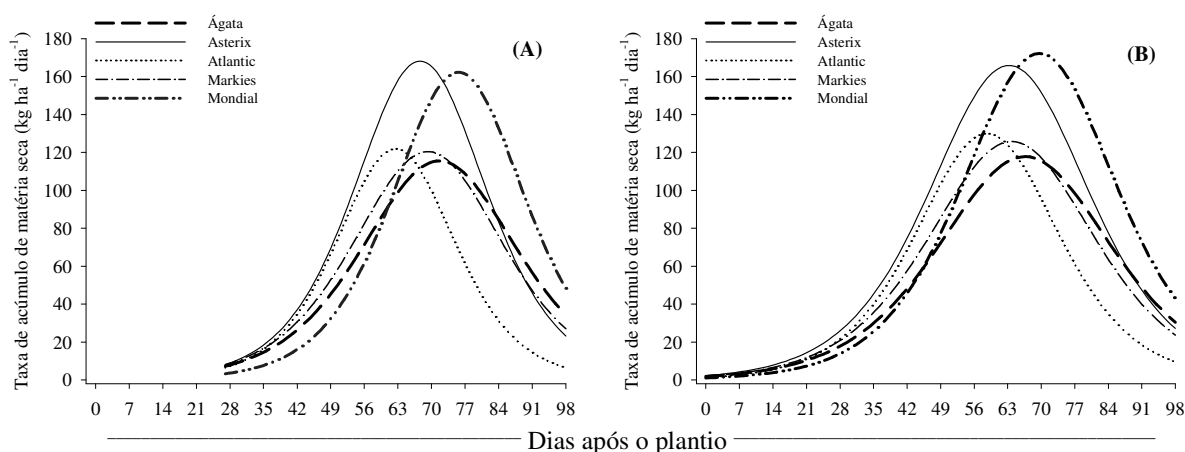 Ágata
Asterix
Atlantic
Markies
Mondial
(A)
Taxa de acúmulo de matéria seca (kg ha-1 dia-1)
180
160
140
120
100
80
60
40
20
0
0 7 14 21 28 35 42 49 56 63 70 77 84 91 98
Ágata
Asterix
Atlantic
Markies
Mondial
(B)
Taxa de acúmulo de matéria seca (kg ha-1 dia-1)
180
160
140
120
100
80
60
40
20
0
0 7 14 21 28 35 42 49 56 63 70 77 84 91 98
Dias após o plantio